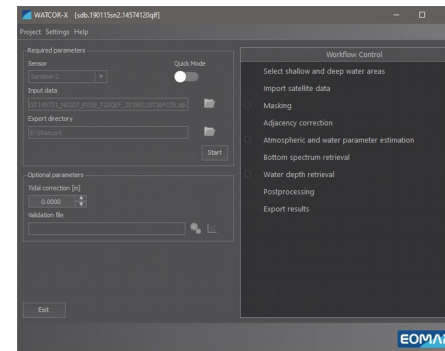 WATCOR-X [sdb.190115sn2.14574120qlf]
Project Settings Help
Required parameters
Sensor
Quick Mode
Sentinel-2
Input data
Export directory
E:\WatcorX
Start
Optional parameters
Tidal correction [m]
0.0000
Validation file
Exit
Workflow Control
Select shallow and deep water areas
Import satellite data
Masking
Adjacency correction
Atmospheric and water parameter estimation
Bottom spectrum retrieval
Water depth retrieval
Postprocessing
Export results